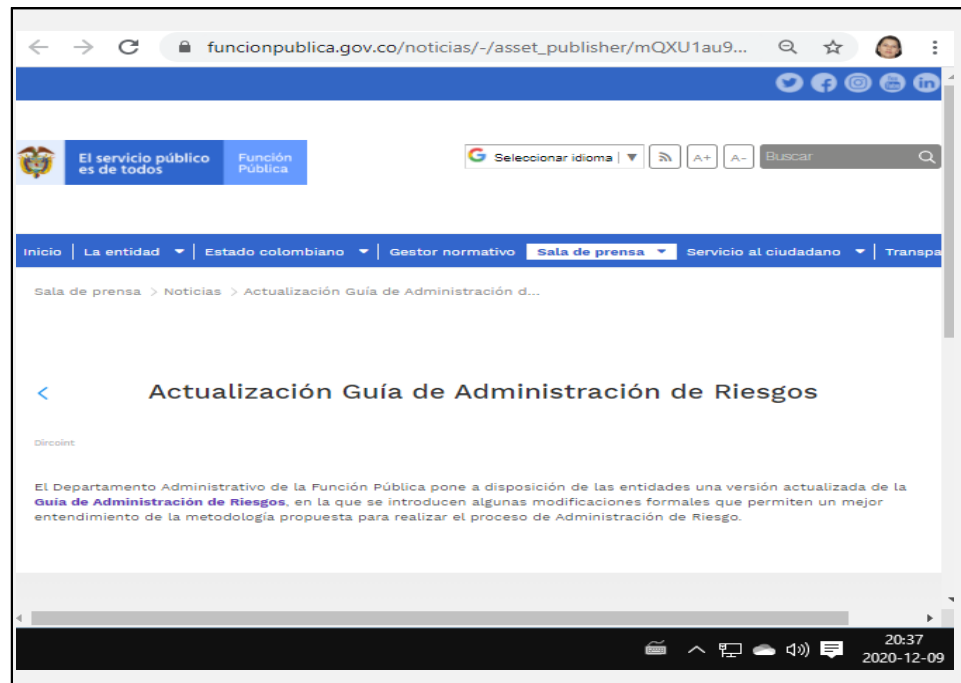 funcionpublica.gov.co/noticias/-/asset_publisher/mQXU1au9...
El servicio público
es de todos
Función
Pública
G Seleccionar idioma | ▼
A+
A-
Buscar
Inicio | La entidad | Estado colombiano | Gestor normativo Sala de prensa Servicio al ciudadano | Transpa
Sala de prensa > Noticias > Actualización Guía de Administración d...
< Actualización Guía de Administración de Riesgos
Dircoint
El Departamento Administrativo de la Función Pública pone a disposición de las entidades una versión actualizada de la
Guía de Administración de Riesgos, en la que se introducen algunas modificaciones formales que permiten un mejor
entendimiento de la metodología propuesta para realizar el proceso de Administración de Riesgo.
20:37
2020-12-09